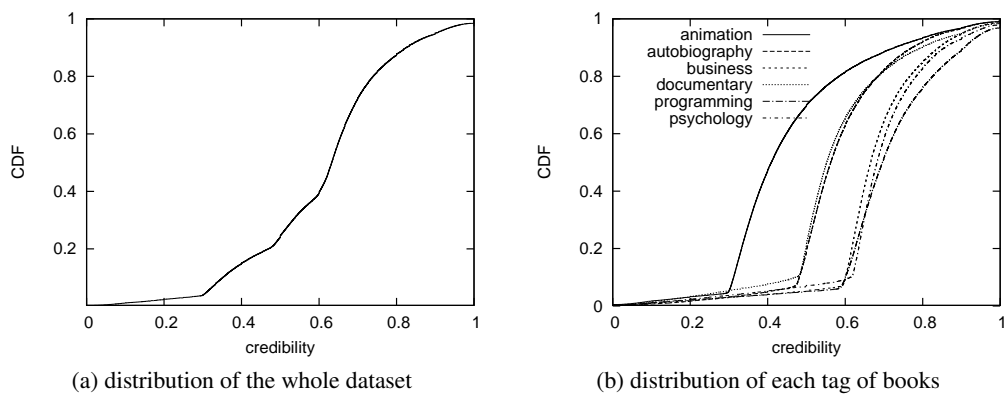 1
0.8
0.6
0.4
0.2
CDF
0 0.2 0.4 0.6 0.8 1
credibility
(a) distribution of the whole dataset
1
0.8
0.6
0.4
0.2
0
CDF
animation
autobiography
business
documentary
programming
psychology
0 0.2 0.4 0.6 0.8 1
credibility
(b) distribution of each tag of books